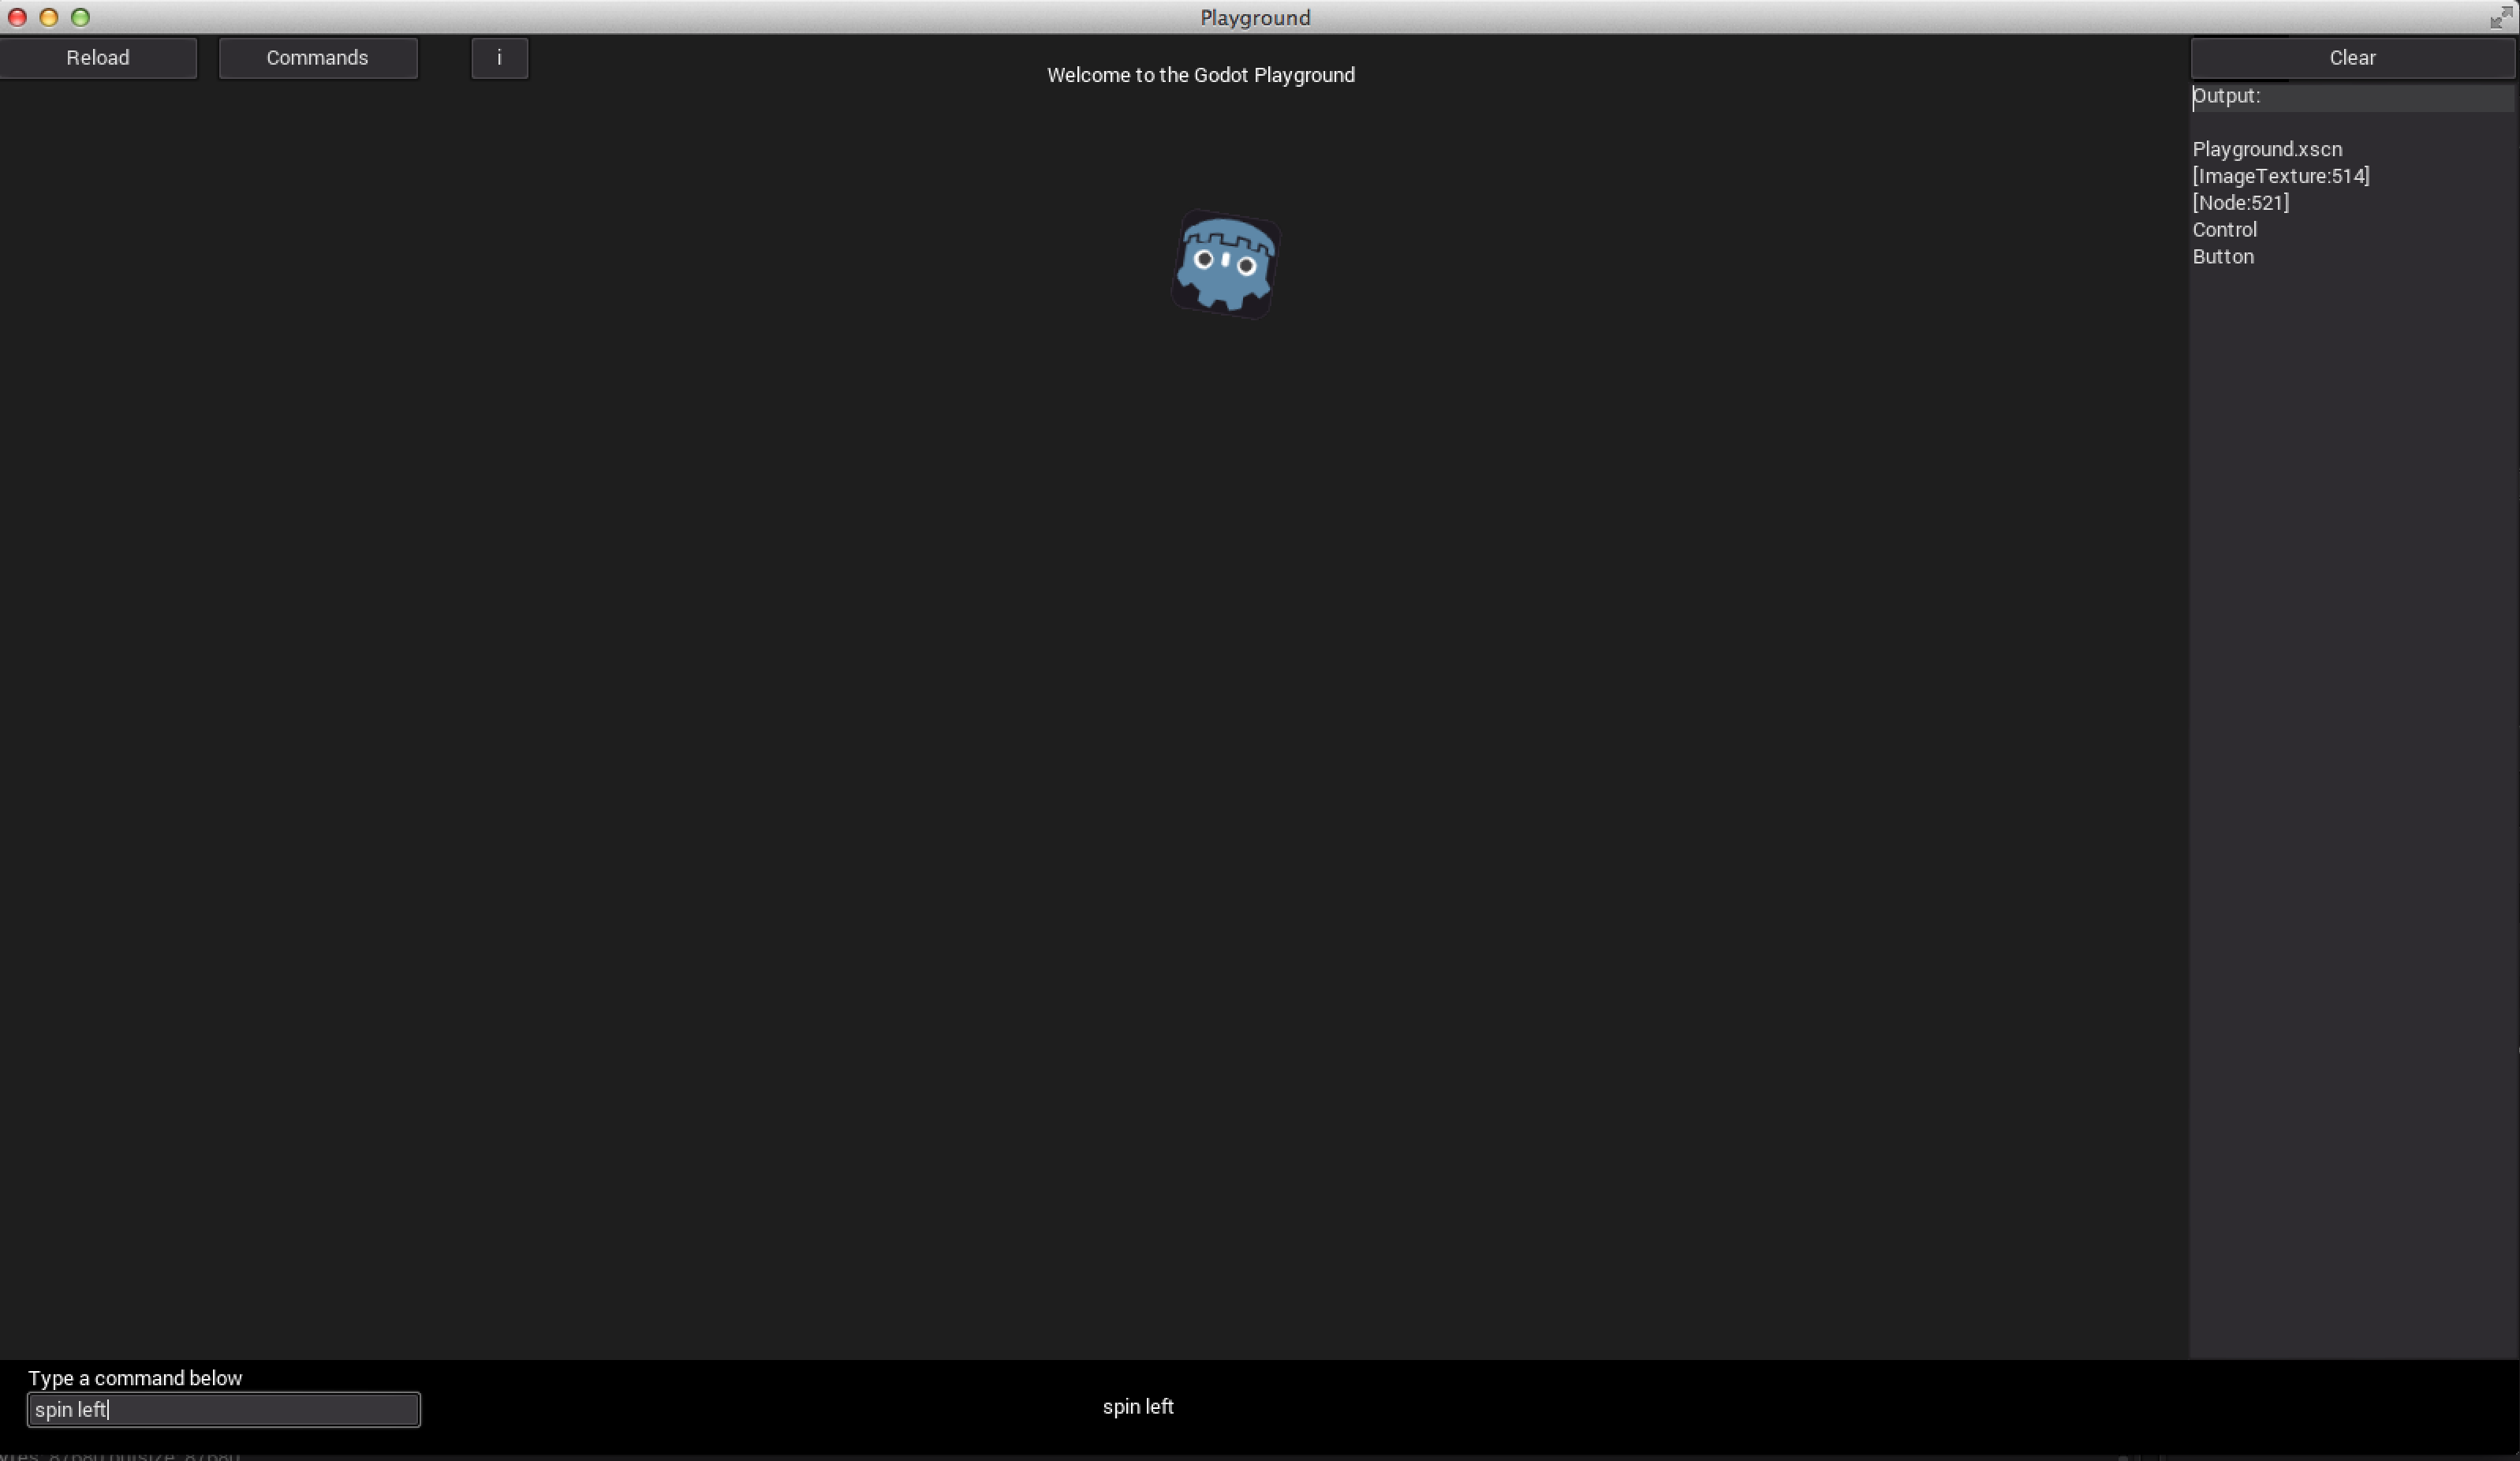 Playground
Reload
Commands
i
Welcome to the Godot Playground
Clear
Output:
Playground.xscn
[ImageTexture:514]
[Node:521]
Control
Button
Type a command below
spin left
spin left